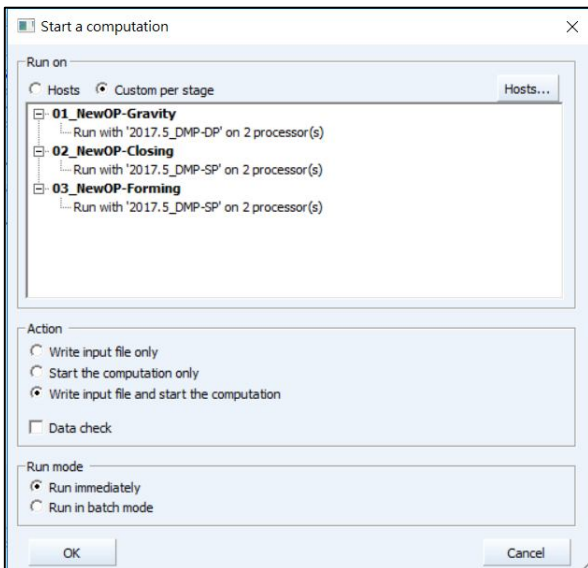 Start a computation
Run on
Hosts Custom per stage Hosts...
01_NewOP-Gravity
Run with '2017.5_DMP-DP' on 2 processor(s)
02_NewOP-Closing
Run with '2017.5_DMP-SP' on 2 processor(s)
03_NewOP-Forming
Run with '2017.5_DMP-SP' on 2 processor(s)
Action
Write input file only
Start the computation only
Write input file and start the computation
Data check
Run mode
Run immediately
Run in batch mode
OK Cancel